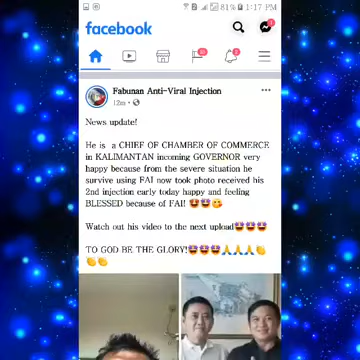 81% 1:17 PM
facebook
Fabunan Anti-Viral Injection
12m
News update!
He is a CHIEF OF CHAMBER OF COMMERCE
in KALIMANTAN incoming GOVERNOR very
happy because from the severe situation he
survive using FAI now took photo received his
2nd injection early today happy and feeling
BLESSED because of FAI! 🤩🤩😘
Watch out his video to the next upload🤩🤩🤩
TO GOD BE THE GLORY!🤩🤩🤩🙏🙏🙏👏
👏👏